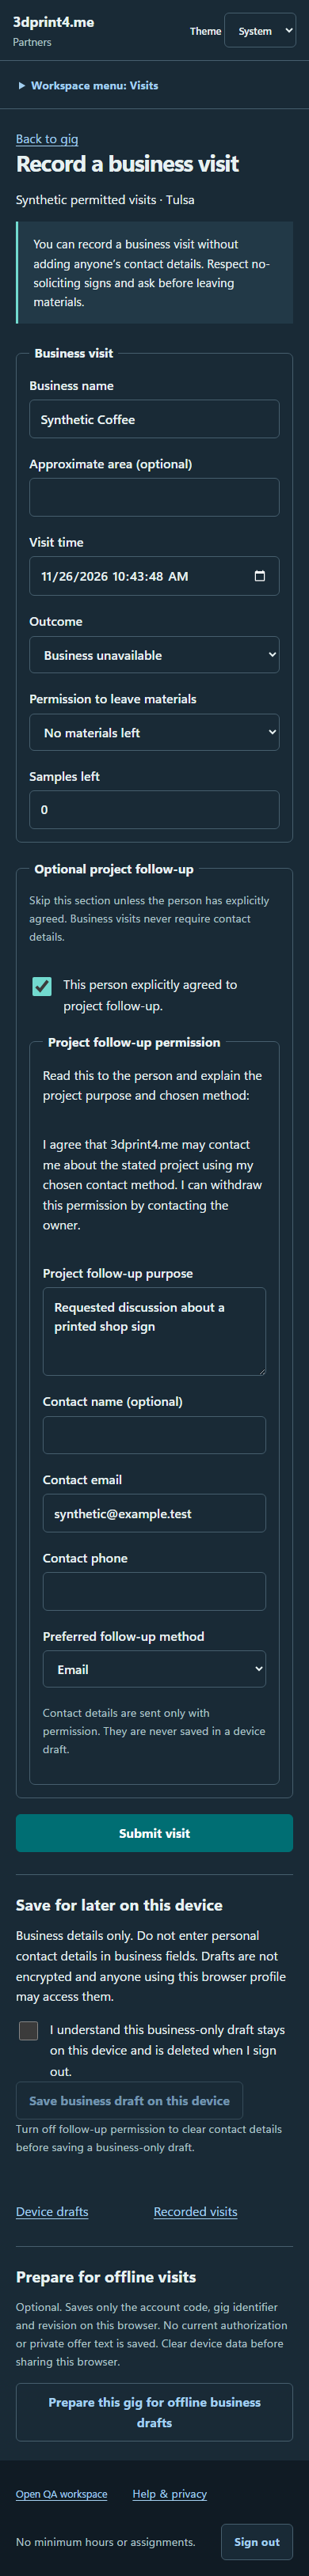 3dprint4.me
Partners
Theme
System
Workspace menu: Visits
Back to gig
Record a business visit
Synthetic permitted visits · Tulsa
You can record a business visit without
adding anyone's contact details. Respect no-
soliciting signs and ask before leaving
materials.
Business visit
Business name
Synthetic Coffee
Approximate area (optional)
Visit time
11/26/2026 10:43:48 AM
Outcome
Business unavailable
Permission to leave materials
No materials left
Samples left
0
Optional project follow-up
Skip this section unless the person has explicitly
agreed. Business visits never require contact
details.
This person explicitly agreed to
project follow-up.
Project follow-up permission
Read this to the person and explain the
project purpose and chosen method:
I agree that 3dprint4.me may contact
me about the stated project using my
chosen contact method. I can withdraw
this permission by contacting the
owner.
Project follow-up purpose
Requested discussion about a
printed shop sign
Contact name (optional)
Contact email
synthetic@example.test
Contact phone
Preferred follow-up method
Email
Contact details are sent only with
permission. They are never saved in a device
draft.
Submit visit
Save for later on this device
Business details only. Do not enter personal
contact details in business fields. Drafts are not
encrypted and anyone using this browser profile
may access them.
I understand this business-only draft stays
on this device and is deleted when I sign
out.
Save business draft on this device
Turn off follow-up permission to clear contact details
before saving a business-only draft.
Device drafts
Recorded visits
Prepare for offline visits
Optional. Saves only the account code, gig identifier
and revision on this browser. No current authorization
or private offer text is saved. Clear device data before
sharing this browser.
Prepare this gig for offline business
drafts
Open QA workspace
Help & privacy
No minimum hours or assignments.
Sign out